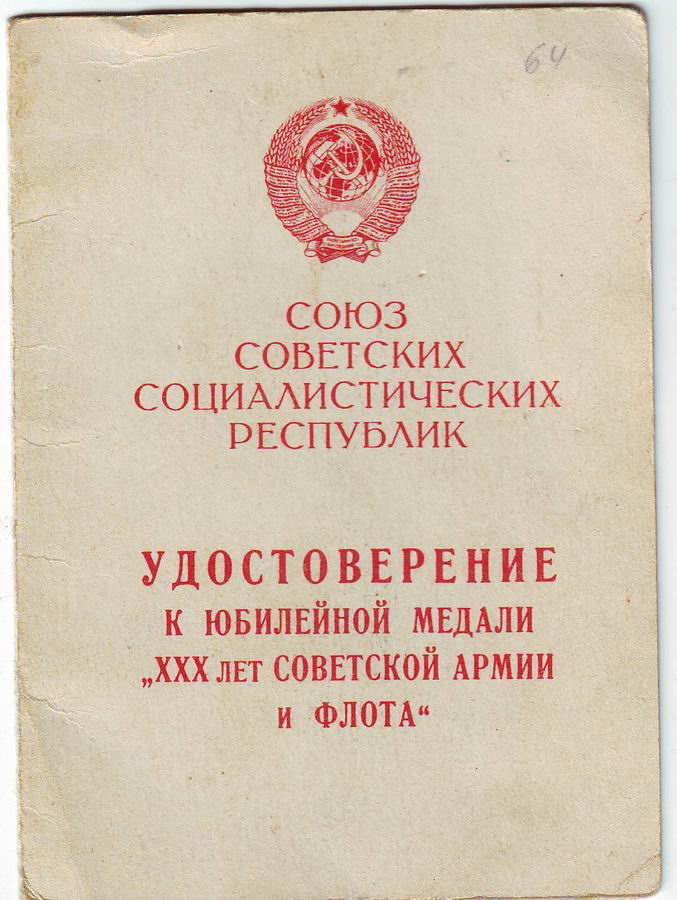 64
СОЮЗ
СОВЕТСКИХ
СОЦИАЛИСТИЧЕСКИХ
РЕСПУБЛИК
УДОСТОВЕРЕНИЕ
К ЮБИЛЕЙНОЙ МЕДАЛИ
„XXX ЛЕТ СОВЕТСКОЙ АРМИИ
И ФЛОТА“